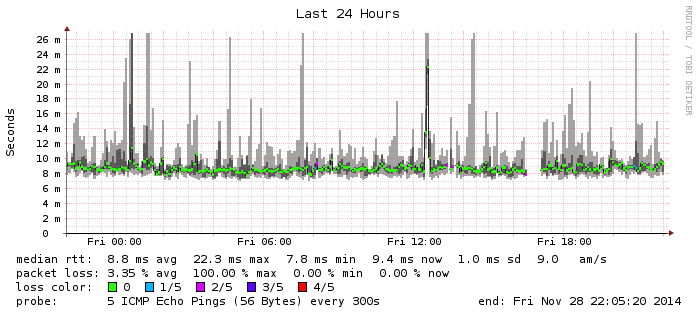 Last 24 Hours
RRDTOOL / TOBI OETIKER
Seconds
26 m
24 m
22 m
20 m
18 m
16 m
14 m
12 m
10 m
8 m
6 m
4 m
2 m
0
Fri 00:00 Fri 06:00 Fri 12:00 Fri 18:00
median rtt: 8.8 ms avg 22.3 ms max 7.8 ms min 9.4 ms now 1.0 ms sd 9.0 am/s
packet loss: 3.35 % avg 100.00 % max 0.00 % min 0.00 % now
loss color: 0 1/5 2/5 3/5 4/5
probe: 5 ICMP Echo Pings (56 Bytes) every 300s end: Fri Nov 28 22:05:20 2014